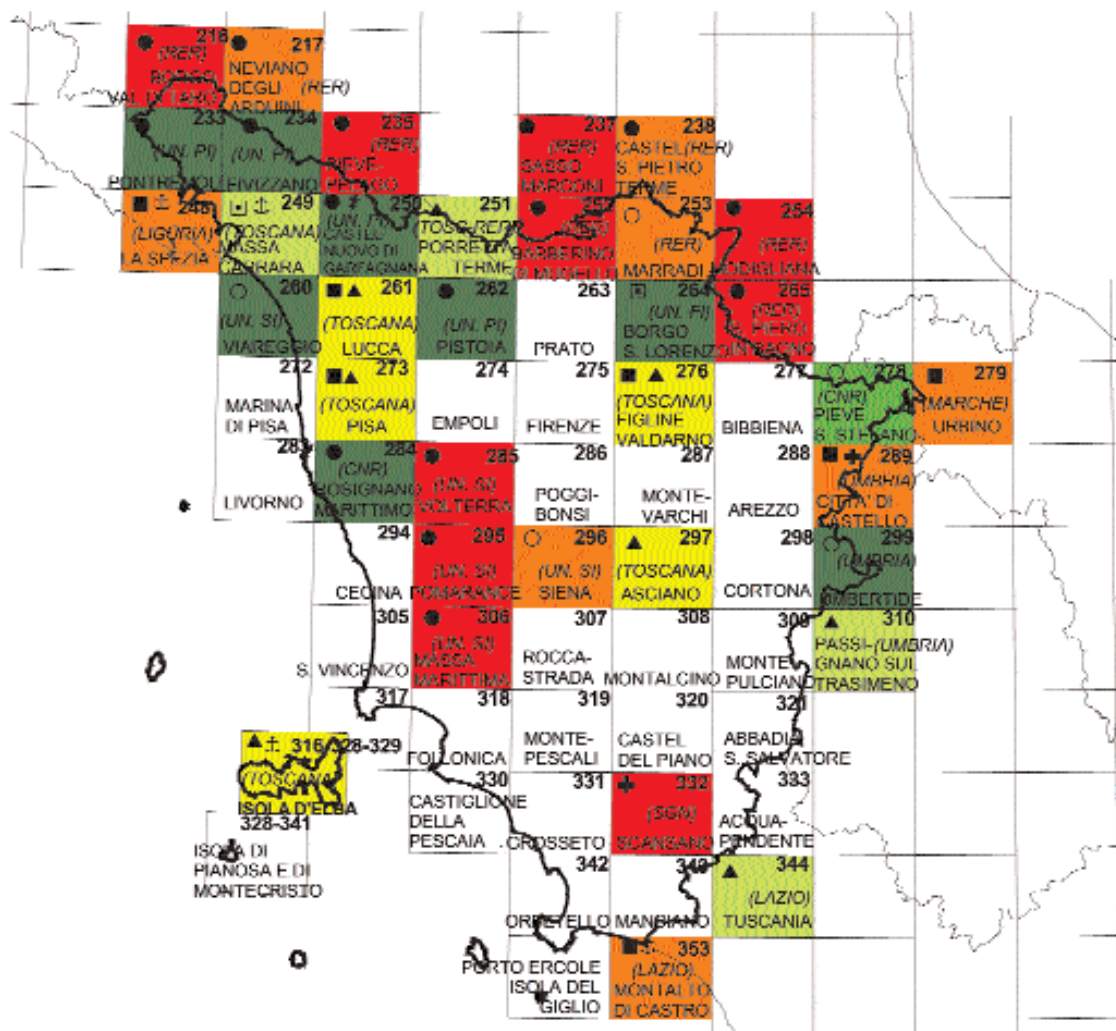 216 217
(RER) NEVIANO
BORGO DEGLI (RER)
VAL DI TARO ARDUINI
233 234 235 237 238
(UN. PI) (UN. PI) (RER) (RER) CASTEL (RER)
PONTREMOLI FIVIZZANO PIEVE- SASSO S. PIETRO
PELAGO MARCONI TERME
248 249 250 251 252 253 254
(LIGURIA) (TOSCANA) (UN. PI) (TOSC-RER) (RER) (RER) (RER)
LA SPEZIA MASSA CASTEL PORRETTA BARBERINO MARRADI MODIGLIANA
CARRARA NUOVO DI TERME DI MUGELLO
GARFAGNANA
260 261 262 263 264 265
(UN. SI) (TOSCANA) (UN. PI) (UN. FI) (RER)
VIAREGGIO LUCCA PISTOIA PRATO BORGO S. PIERO
S. LORENZO IN BAGNO
272 273 274 275 276 277 278 279
MARINA (TOSCANA) EMPOLI FIRENZE (TOSCANA) BIBBIENA (CNR) (MARCHE)
DI PISA PISA FIGLINE PIEVE URBINO
VALDARNO S. STEFANO
283 284 285 286 287 288 289
LIVORNO (CNR) (UN. SI) POGGI- MONTE- AREZZO (UMBRIA)
ROSIGNANO VOLTERRA BONSI VARCHI CITTA' DI
MARITTIMO CASTELLO
294 295 296 297 298 299
CECINA (UN. SI) (UN. SI) (TOSCANA) CORTONA (UMBRIA)
POMARANCE SIENA ASCIANO UMBERTIDE
305 306 307 308 309 310
S. VINCENZO (UN. SI) ROCCA- MONTALCINO MONTE PASSI- (UMBRIA)
MASSA STRADA PULCIANO GNANO SUL
MARITTIMA TRASIMENO
317 318 319 320 321
FOLLONICA MONTE- CASTEL ABBADIA
PESCALI DEL PIANO S. SALVATORE
316-328-329
(TOSCANA)
ISOLA D'ELBA
328-341
ISOLA DI
PIANOSA E DI
MONTECRISTO
330 331 332 333
CASTIGLIONE GROSSETO (SGN) ACQUA-
DELLA SCANSANO PENDENTE
PESCAIA
342 343 344
ORBETELLO MANCIANO (LAZIO)
TUSCANIA
353
PORTO ERCOLE (LAZIO)
ISOLA DEL MONTALTO
GIGLIO DI CASTRO